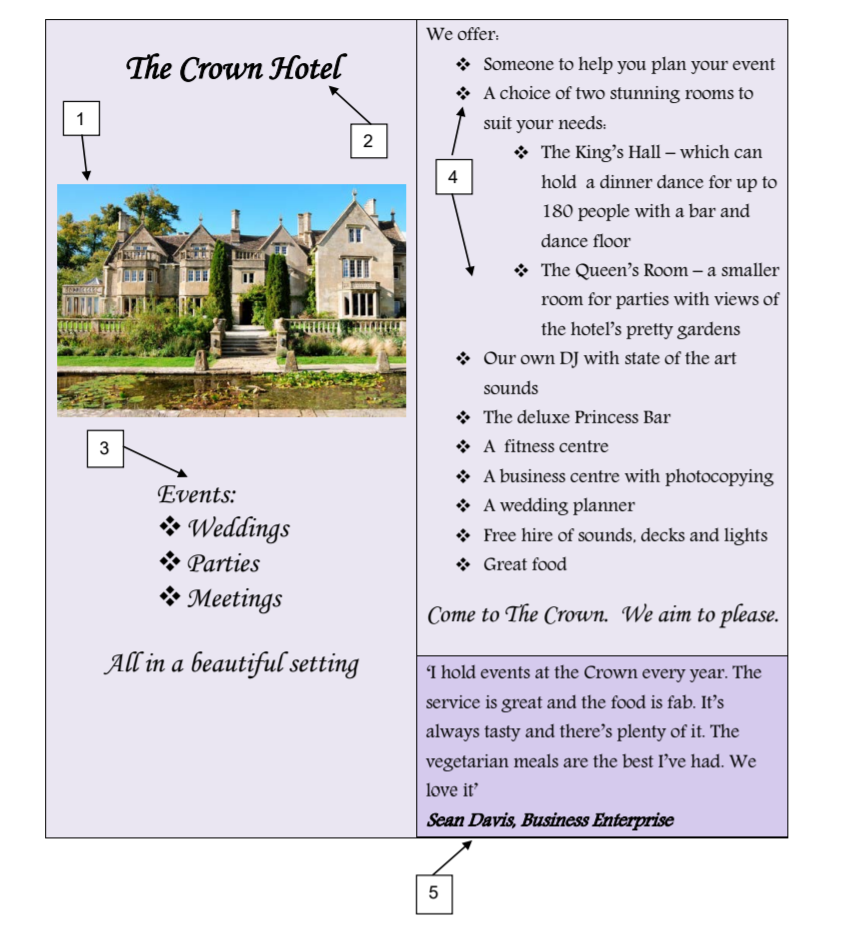 The Crown Hotel
1
2
3
Events:
❖ Weddings
❖ Parties
❖ Meetings
All in a beautiful setting
We offer:
❖ Someone to help you plan your event
❖ A choice of two stunning rooms to
suit your needs:
4
❖ The King's Hall – which can
hold  a dinner dance for up to
180 people with a bar and
dance floor
❖ The Queen's Room – a smaller
room for parties with views of
the hotel's pretty gardens
❖ Our own DJ with state of the art
sounds
❖ The deluxe Princess Bar
❖ A  fitness centre
❖ A business centre with photocopying
❖ A wedding planner
❖ Free hire of sounds, decks and lights
❖ Great food
Come to The Crown.  We aim to please.
'I hold events at the Crown every year. The
service is great and the food is fab. It's
always tasty and there's plenty of it. The
vegetarian meals are the best I've had. We
love it'
Sean Davis, Business Enterprise
5